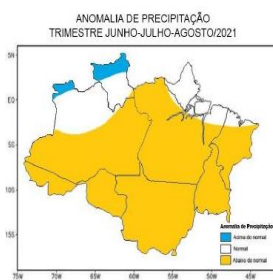 ANOMALIA DE PRECIPITAÇÃO
TRIMESTRE JUNHO-JULHO-AGOSTO/2021
5N
EQ
5S
10S
15S
75W 70W 65W 60W 55W 50W 45W
Anomalia de Precipitação
Acima do normal
Normal
Abaixo do normal